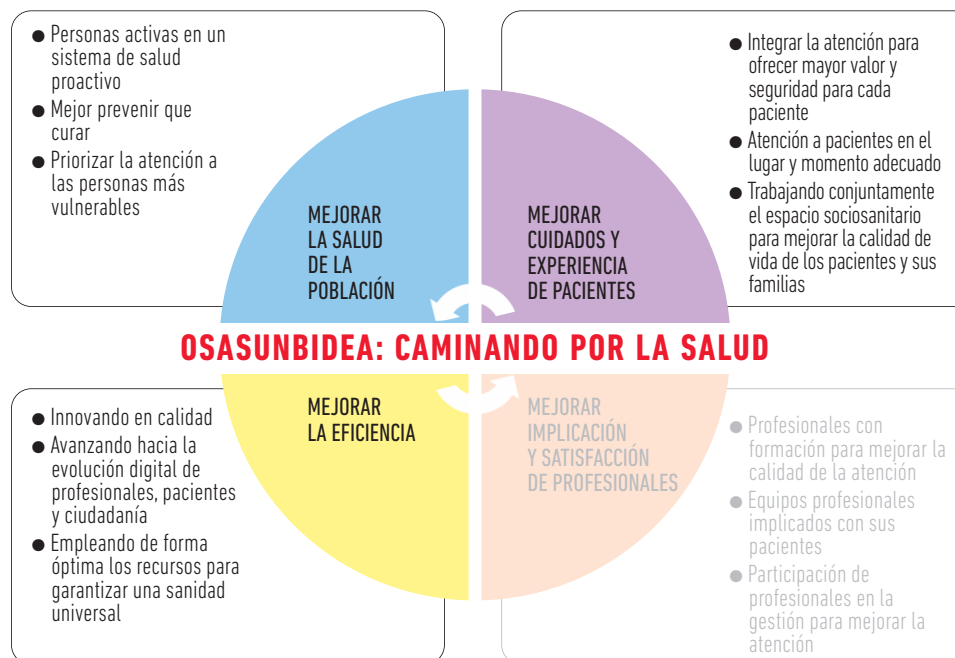 ● Personas activas en un
sistema de salud
proactivo
● Mejor prevenir que
curar
● Priorizar la atención a
las personas más
vulnerables
MEJORAR
LA SALUD
DE LA
POBLACIÓN
MEJORAR
CUIDADOS Y
EXPERIENCIA
DE PACIENTES
● Integrar la atención para
ofrecer mayor valor y
seguridad para cada
paciente
● Atención a pacientes en el
lugar y momento adecuado
● Trabajando conjuntamente
el espacio sociosanitario
para mejorar la calidad de
vida de los pacientes y sus
familias
OSASUNBIDEA: CAMINANDO POR LA SALUD
● Innovando en calidad
● Avanzando hacia la
evolución digital de
profesionales, pacientes
y ciudadanía
● Empleando de forma
óptima los recursos para
garantizar una sanidad
universal
MEJORAR
LA EFICIENCIA
MEJORAR
IMPLICACIÓN
Y SATISFACCIÓN
DE PROFESIONALES
● Profesionales con
formación para mejorar la
calidad de la atención
● Equipos profesionales
implicados con sus
pacientes
● Participación de
profesionales en la
gestión para mejorar la
atención